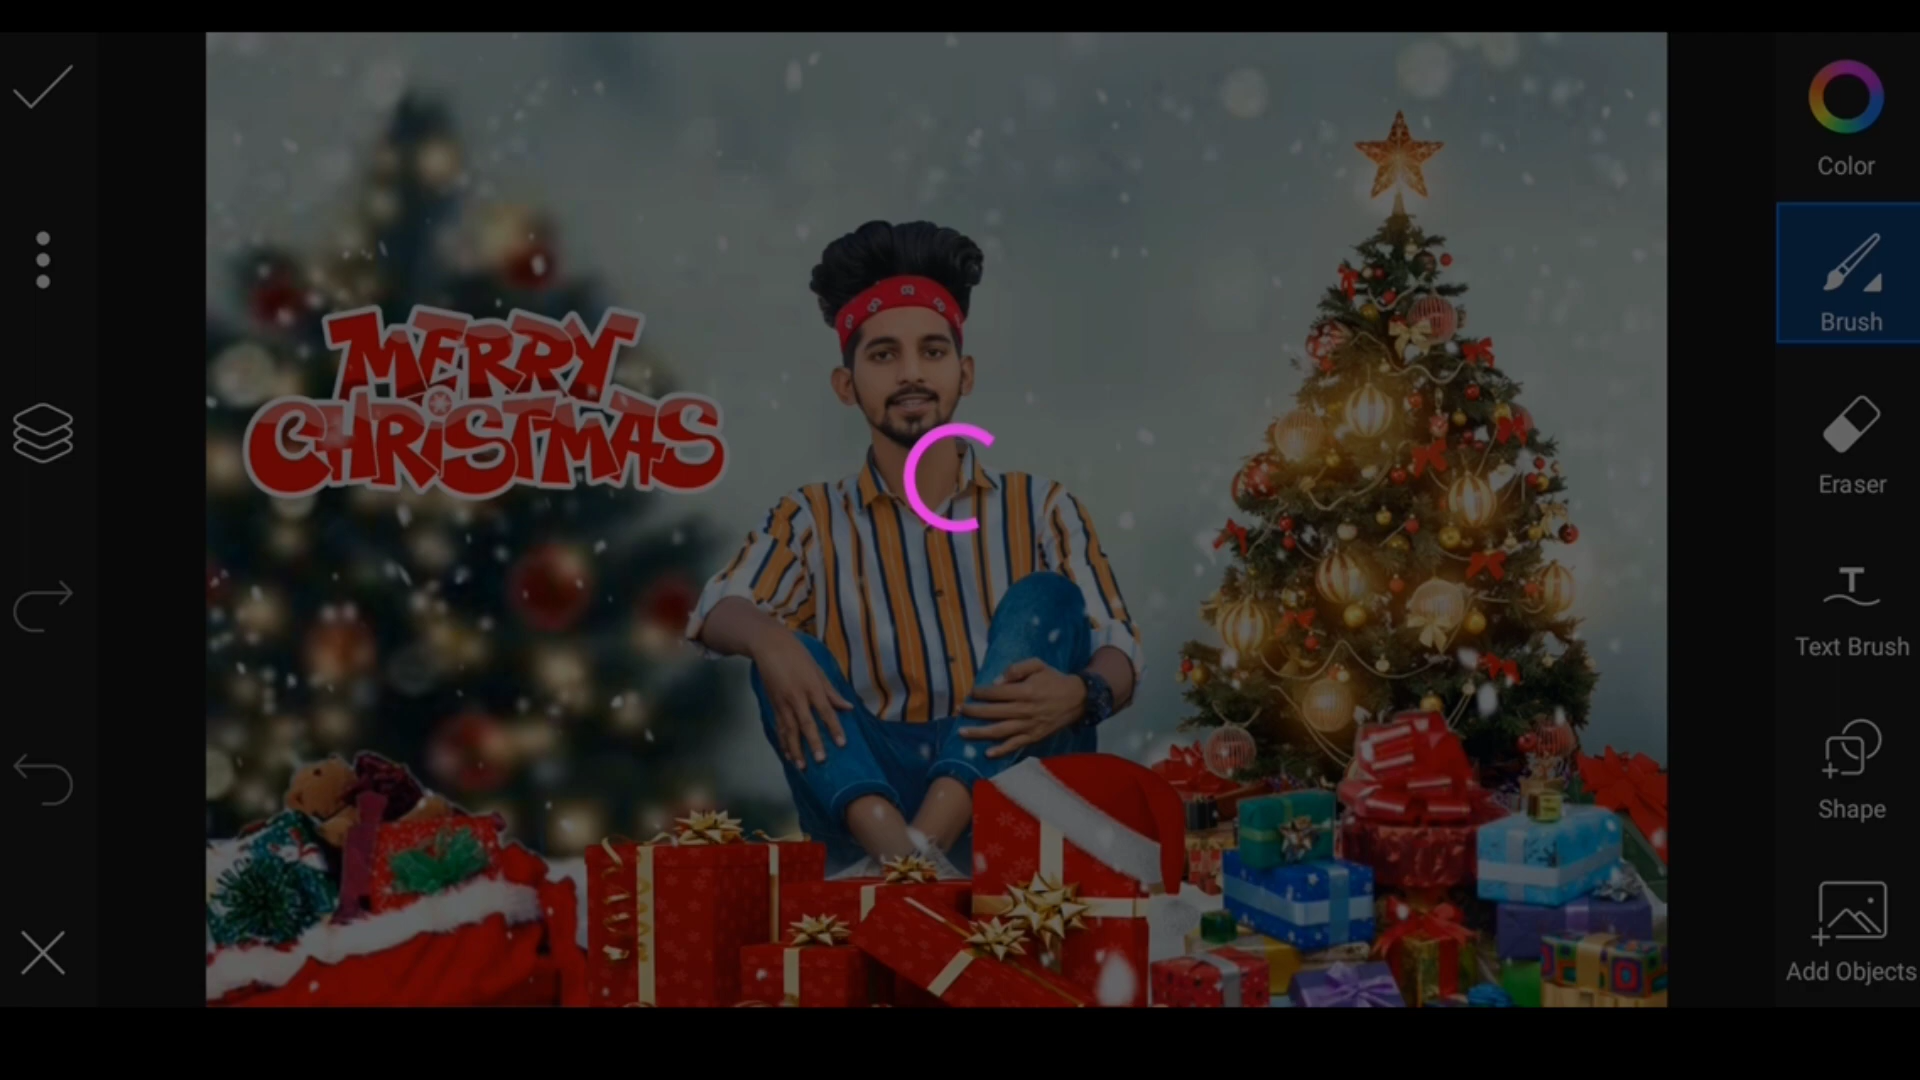 MERRY
CHRISTMAS
Color
Brush
Eraser
T
Text Brush
Shape
Add Objects